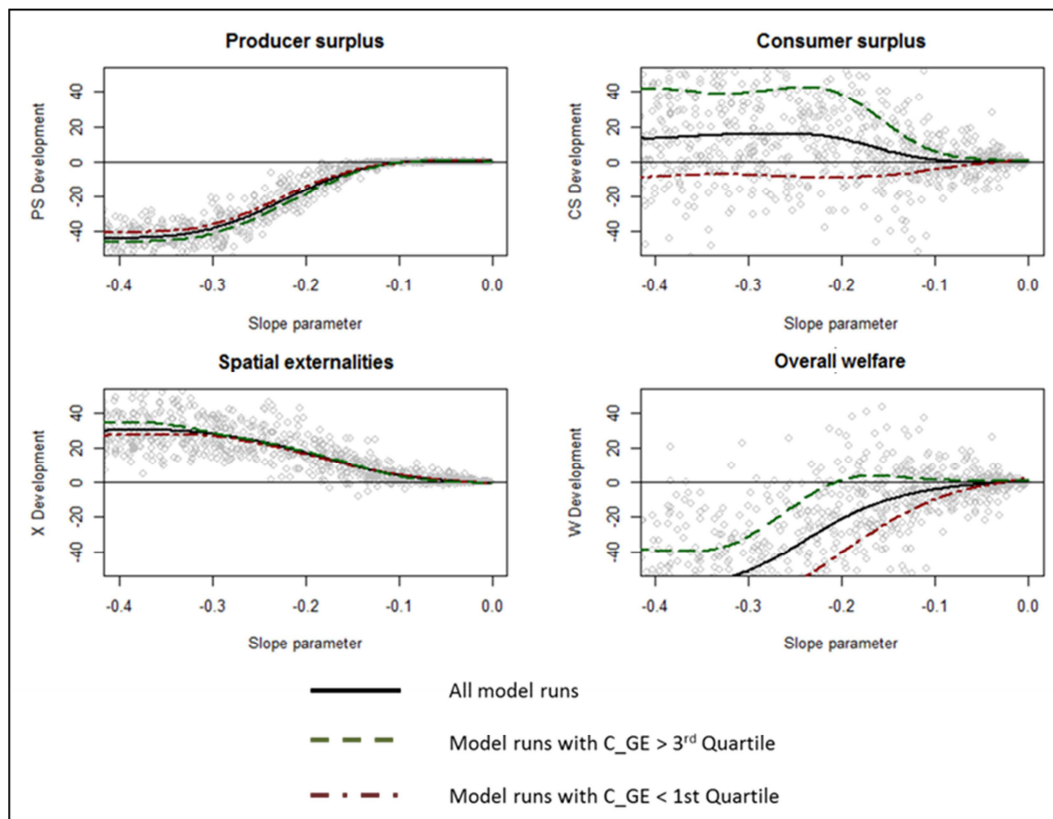 Producer surplus
PS Development
40
20
0
-20
-40
-0.4 -0.3 -0.2 -0.1 0.0
Slope parameter
Consumer surplus
CS Development
40
20
0
-20
-40
-0.4 -0.3 -0.2 -0.1 0.0
Slope parameter
Spatial externalities
X Development
40
20
0
-20
-40
-0.4 -0.3 -0.2 -0.1 0.0
Slope parameter
Overall welfare
W Development
40
20
0
-20
-40
-0.4 -0.3 -0.2 -0.1 0.0
Slope parameter
All model runs
Model runs with C_GE > 3rd Quartile
Model runs with C_GE < 1st Quartile